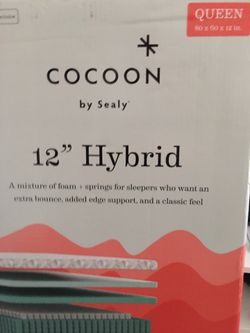 QUEEN
80 x 60 x 12 in.
COCOON
by Sealy
12” Hybrid
A mixture of foam + springs for sleepers who want an
extra bounce, added edge support, and a classic feel